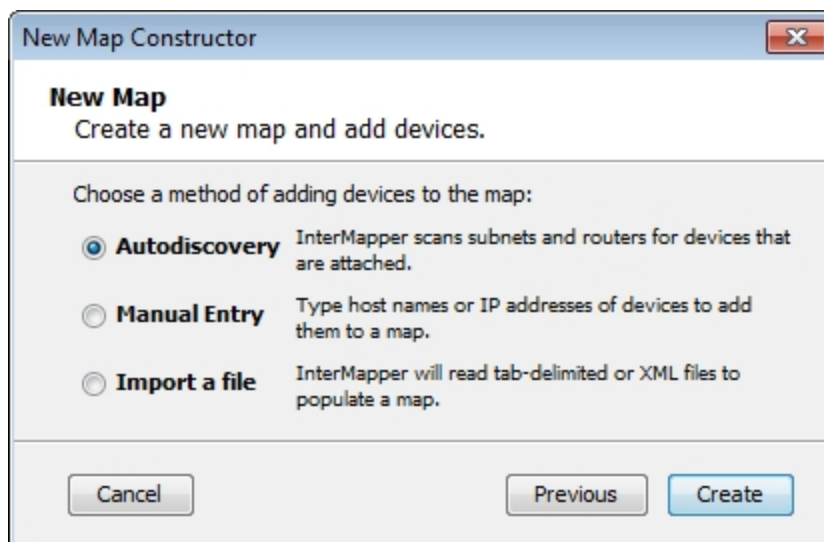 New Map Constructor
New Map
Create a new map and add devices.
Choose a method of adding devices to the map:
Autodiscovery InterMapper scans subnets and routers for devices that
are attached.
Manual Entry Type host names or IP addresses of devices to add
them to a map.
Import a file InterMapper will read tab-delimited or XML files to
populate a map.
Cancel Previous Create